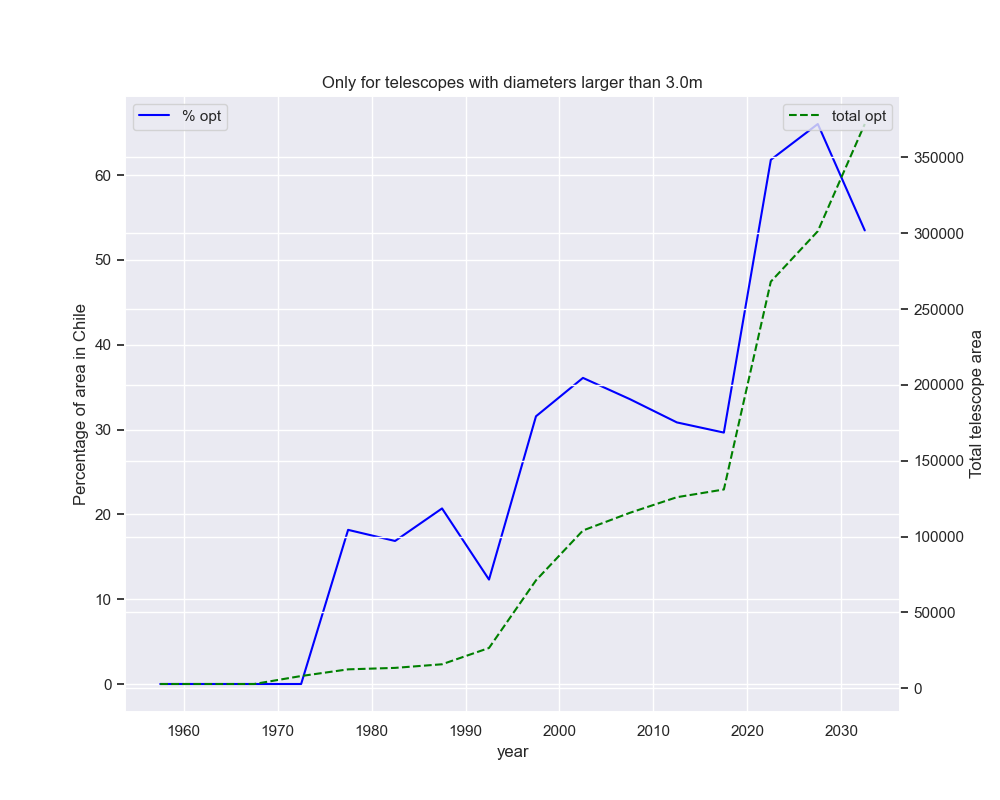 Only for telescopes with diameters larger than 3.0m
% opt
total opt
Percentage of area in Chile
60
50
40
30
20
10
0
350000
300000
250000
200000
150000
100000
50000
0
Total telescope area
1960 1970 1980 1990 2000 2010 2020 2030
year